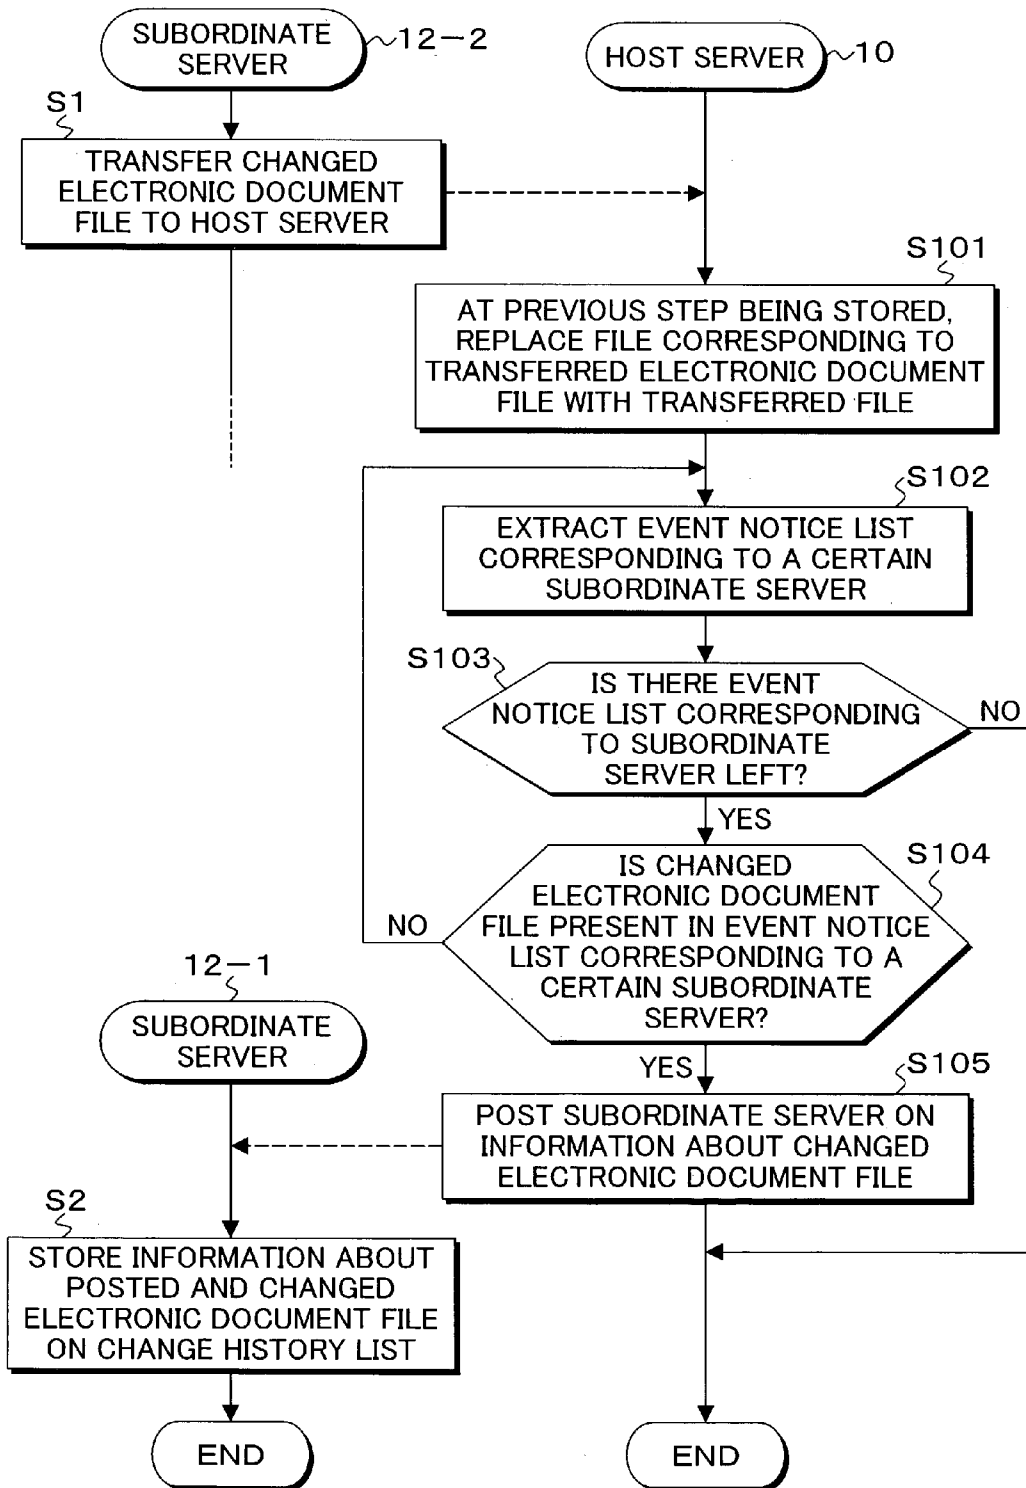 SUBORDINATE
SERVER
12-2
HOST SERVER
10
S1
TRANSFER CHANGED
ELECTRONIC DOCUMENT
FILE TO HOST SERVER
S101
AT PREVIOUS STEP BEING STORED,
REPLACE FILE CORRESPONDING TO
TRANSFERRED ELECTRONIC DOCUMENT
FILE WITH TRANSFERRED FILE
S102
EXTRACT EVENT NOTICE LIST
CORRESPONDING TO A CERTAIN
SUBORDINATE SERVER
S103
IS THERE EVENT
NOTICE LIST CORRESPONDING
TO SUBORDINATE
SERVER LEFT?
NO
YES
S104
IS CHANGED
ELECTRONIC DOCUMENT
FILE PRESENT IN EVENT NOTICE
LIST CORRESPONDING TO A
CERTAIN SUBORDINATE
SERVER?
NO
YES
12-1
SUBORDINATE
SERVER
S105
POST SUBORDINATE SERVER ON
INFORMATION ABOUT CHANGED
ELECTRONIC DOCUMENT FILE
S2
STORE INFORMATION ABOUT
POSTED AND CHANGED
ELECTRONIC DOCUMENT FILE
ON CHANGE HISTORY LIST
END
END